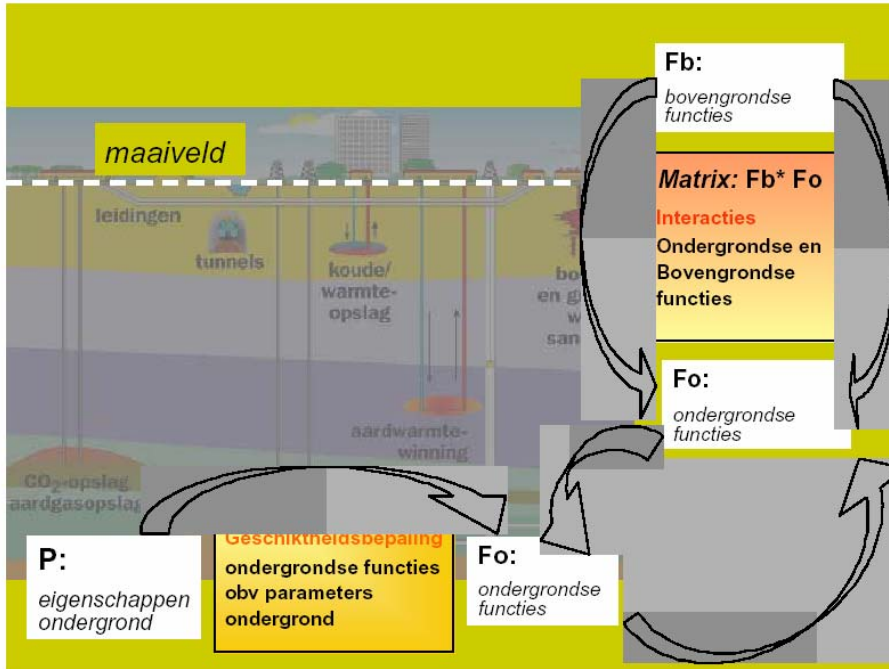 Fb:
bovengrondse
functies
maaiveld
Matrix: Fb* Fo
Interacties
Ondergrondse en
Bovengrondse
functies
leidingen
tunnels
koude/
warmte-
opslag
en
Fo:
ondergrondse
functies
aardwarmte-
winning
CO2-opslag
aardgasopslag
Geschiktheidsbepaling
P:
eigenschappen
ondergrond
ondergrondse functies
obv parameters
ondergrond
Fo:
ondergrondse
functies